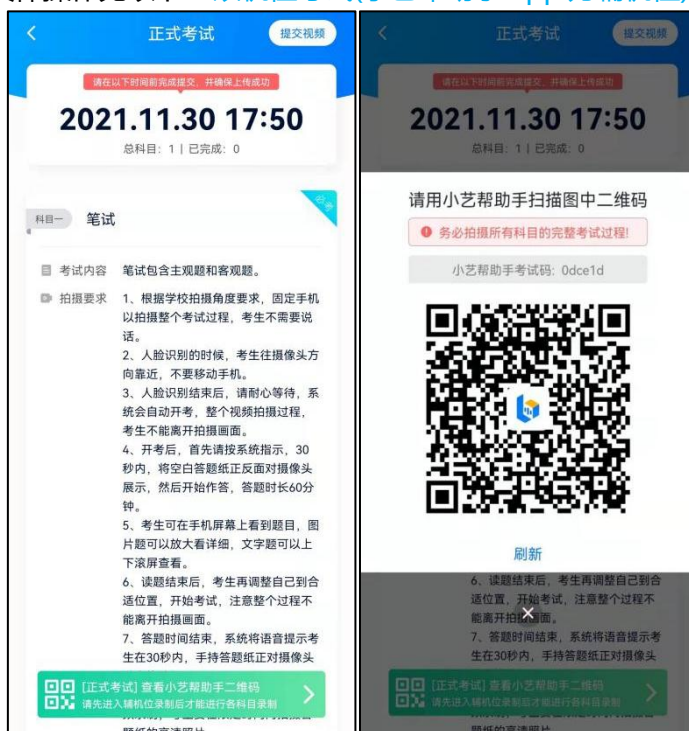 正式考试
提交视频
请在以下时间前完成提交，并确保上传成功
2021.11.30 17:50
总科目：1 | 已完成：0
科目一
笔试
必考
考试内容
笔试包含主观题和客观题。
拍摄要求
1、根据学校拍摄角度要求，固定手机
以拍摄整个考试过程，考生不需要说
话。
2、人脸识别的时候，考生往摄像头方
向靠近，不要移动手机。
3、人脸识别结束后，请耐心等待，系
统会自动开考，整个视频拍摄过程，
考生不能离开拍摄画面。
4、开考后，首先请按系统指示，30
秒内，将空白答题纸正反面对摄像头
展示，然后开始作答，答题时长60分
钟。
5、考生可在手机屏幕上看到题目，图
片题可以放大看详细，文字题可以上
下滚屏查看。
6、读题结束后，考生再调整自己到合
适位置，开始考试，注意整个过程不
能离开拍摄画面。
7、答题时间结束，系统将语音提示考
生在30秒内，手持答题纸正对摄像头
[正式考试] 查看小艺帮助手二维码
请先进入辅机位录制后才能进行各科目录制
正式考试
提交视频
请在以下时间前完成提交，并确保上传成功
2021.11.30 17:50
总科目：1 | 已完成：0
请用小艺帮助手扫描图中二维码
务必拍摄所有科目的完整考试过程!
小艺帮助手考试码：0dce1d
刷新
6、读题结束后，考生再调整自己到合
适位置，开始考试，注意整个过程不
能离开拍摄画面。
7、答题时间结束，系统将语音提示考
生在30秒内，手持答题纸正对摄像头
[正式考试] 查看小艺帮助手二维码
请先进入辅机位录制后才能进行各科目录制